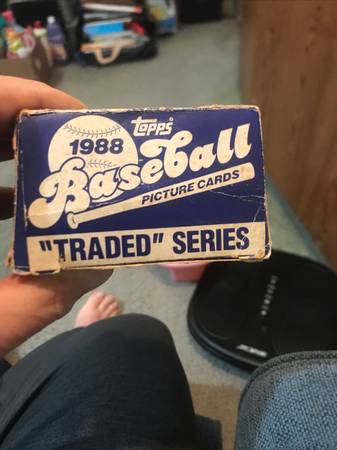 topps
1988
Baseball
PICTURE CARDS
"TRADED" SERIES